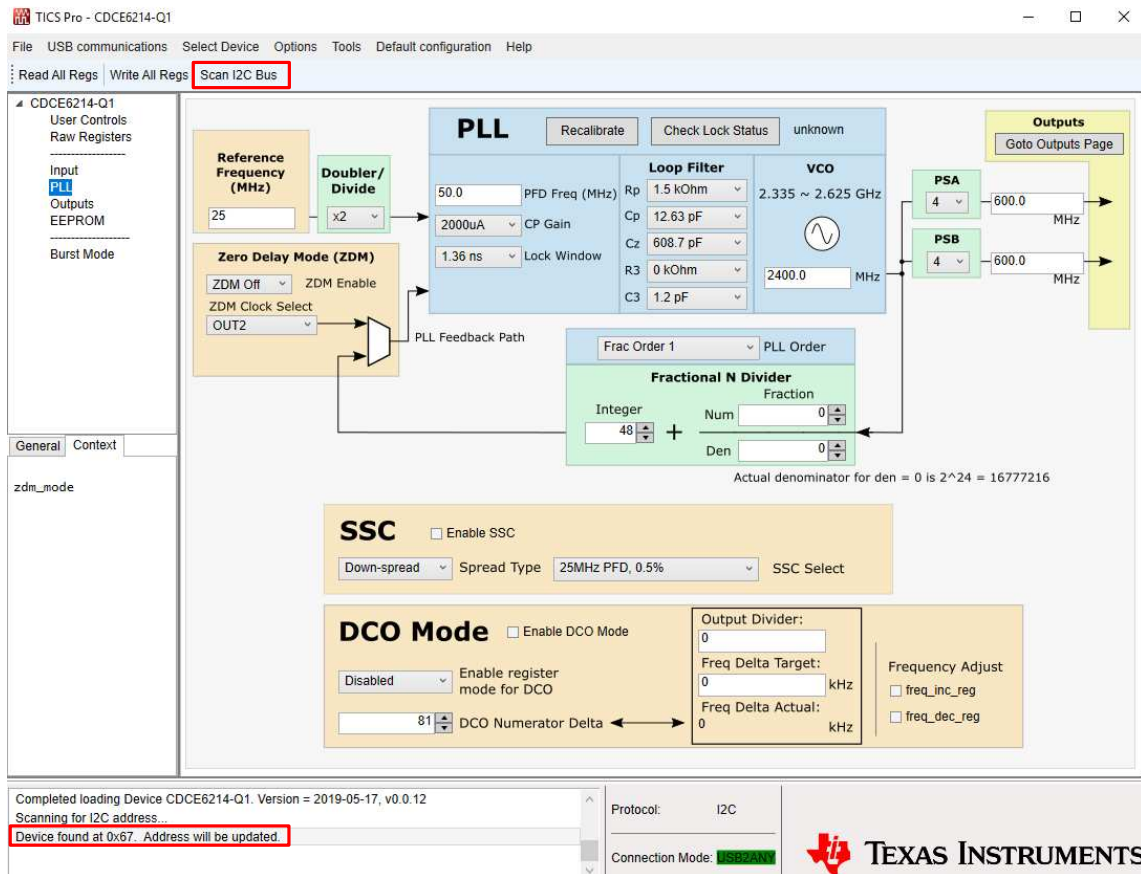 TICS Pro - CDCE6214-Q1
File USB communications Select Device Options Tools Default configuration Help
Read All Regs Write All Regs Scan I2C Bus
CDCE6214-Q1
User Controls
Raw Registers
-------------------
Input
PLL
Outputs
EEPROM
-------------------
Burst Mode
General Context
zdm_mode
Reference
Frequency
(MHz)
25
Doubler/
Divide
x2
Zero Delay Mode (ZDM)
ZDM Off ZDM Enable
ZDM Clock Select
OUT2
PLL Feedback Path
PLL Recalibrate Check Lock Status unknown
50.0 PFD Freq (MHz)
2000uA CP Gain
1.36 ns Lock Window
Loop Filter
Rp 1.5 kOhm
Cp 12.63 pF
Cz 608.7 pF
R3 0 kOhm
C3 1.2 pF
VCO
2.335 ~ 2.625 GHz
2400.0 MHz
PSA
4
600.0
MHz
PSB
4
600.0
MHz
Outputs
Goto Outputs Page
Frac Order 1 PLL Order
Fractional N Divider
Fraction
Integer
48 +
Num 0
Den 0
Actual denominator for den = 0 is 2^24 = 16777216
SSC Enable SSC
Down-spread Spread Type 25MHz PFD, 0.5% SSC Select
DCO Mode Enable DCO Mode
Disabled Enable register
mode for DCO
81 DCO Numerator Delta
Output Divider:
0
Freq Delta Target:
0 kHz
Freq Delta Actual:
0 kHz
Frequency Adjust
freq_inc_reg
freq_dec_reg
Completed loading Device CDCE6214-Q1. Version = 2019-05-17, v0.0.12
Scanning for I2C address...
Device found at 0x67. Address will be updated.
Protocol: I2C
Connection Mode: USB2ANY
TEXAS INSTRUMENTS